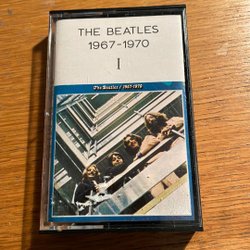 THE BEATLES
1967-1970
I
The Beatles / 1967-1970